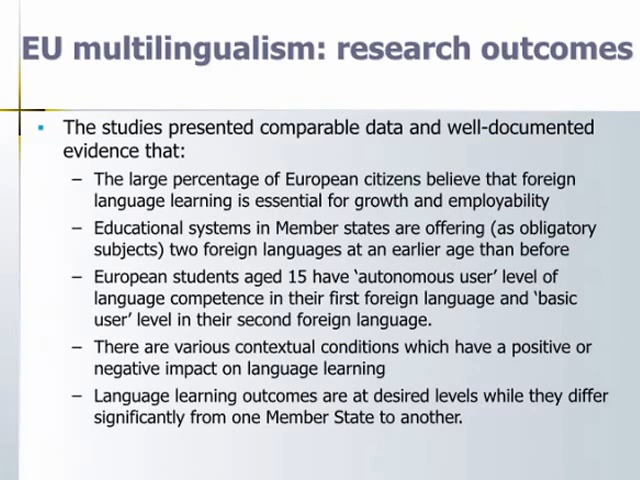 EU multilingualism: research outcomes
▪ The studies presented comparable data and well-documented
evidence that:
– The large percentage of European citizens believe that foreign
language learning is essential for growth and employability
– Educational systems in Member states are offering (as obligatory
subjects) two foreign languages at an earlier age than before
– European students aged 15 have ‘autonomous user’ level of
language competence in their first foreign language and ‘basic
user’ level in their second foreign language.
– There are various contextual conditions which have a positive or
negative impact on language learning
– Language learning outcomes are at desired levels while they differ
significantly from one Member State to another.